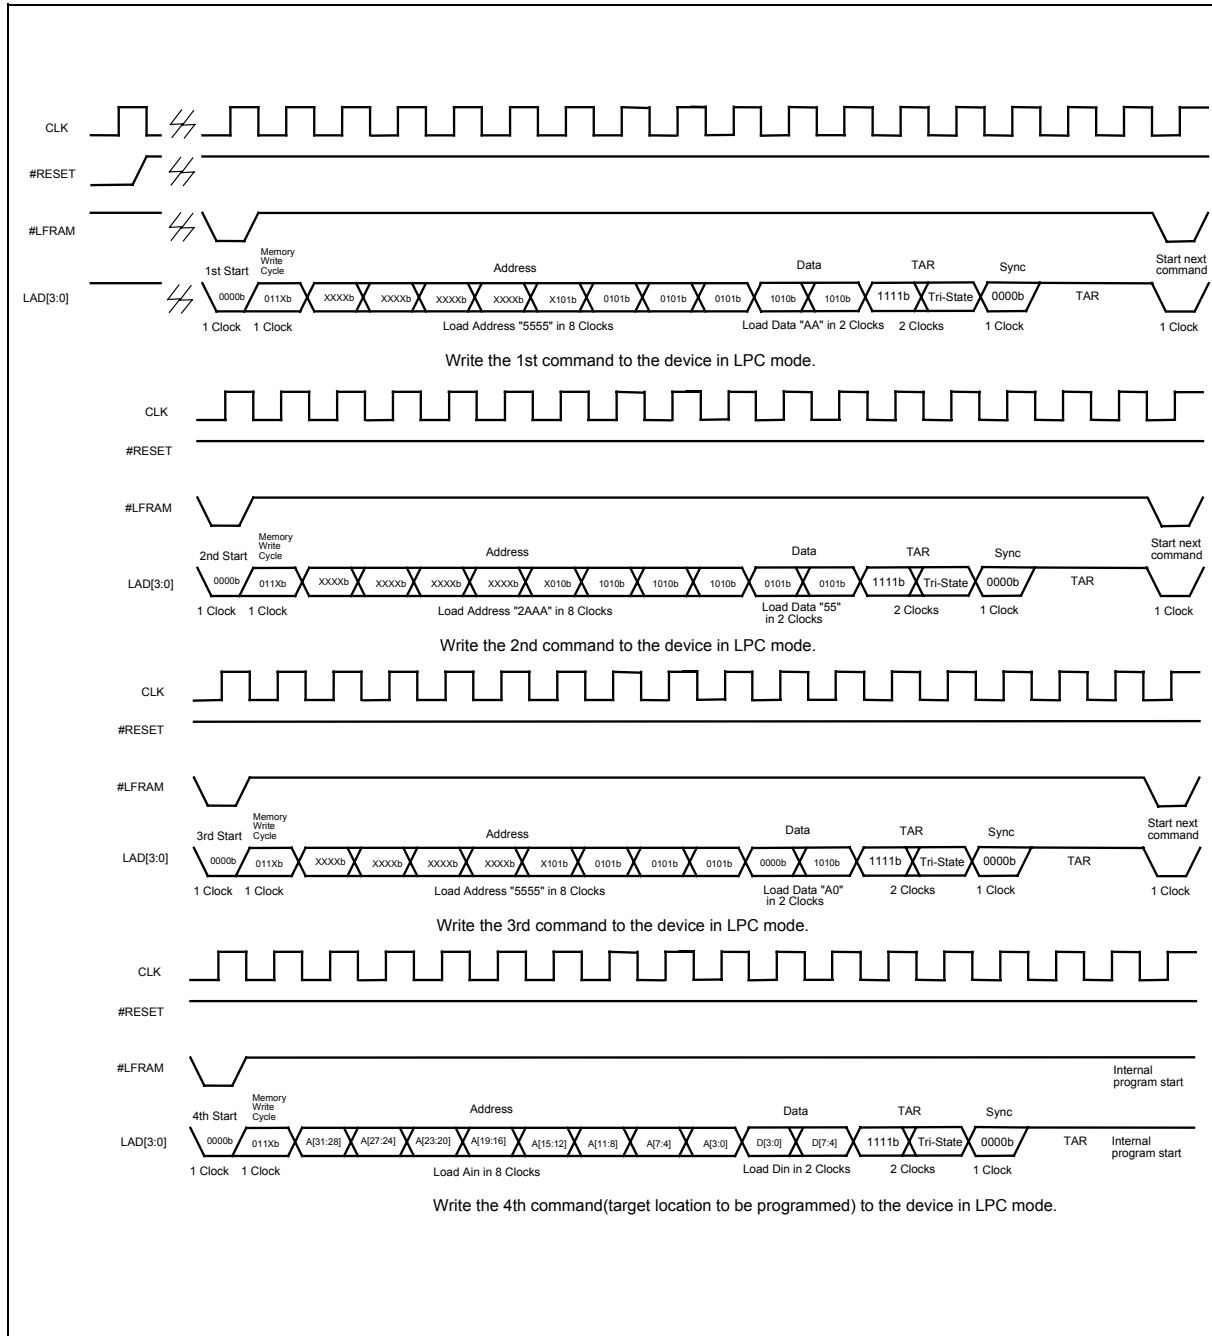 CLK
#RESET
#LFRAM
Memory
Write
Cycle
1st Start
Address
Data
TAR
Sync
Start next
command
LAD[3:0]
0000b 011Xb XXXXb XXXXb XXXXb XXXXb X101b 0101b 0101b 0101b 1010b 1010b 1111b Tri-State 0000b TAR
1 Clock 1 Clock Load Address "5555" in 8 Clocks Load Data "AA" in 2 Clocks 2 Clocks 1 Clock 1 Clock
Write the 1st command to the device in LPC mode.
CLK
#RESET
#LFRAM
Memory
Write
Cycle
2nd Start
Address
Data
TAR
Sync
Start next
command
LAD[3:0]
0000b 011Xb XXXXb XXXXb XXXXb XXXXb X010b 1010b 1010b 1010b 0101b 0101b 1111b Tri-State 0000b TAR
1 Clock 1 Clock Load Address "2AAA" in 8 Clocks Load Data "55"
in 2 Clocks 2 Clocks 1 Clock 1 Clock
Write the 2nd command to the device in LPC mode.
CLK
#RESET
#LFRAM
Memory
Write
Cycle
3rd Start
Address
Data
TAR
Sync
Start next
command
LAD[3:0]
0000b 011Xb XXXXb XXXXb XXXXb XXXXb X101b 0101b 0101b 0101b 0000b 1010b 1111b Tri-State 0000b TAR
1 Clock 1 Clock Load Address "5555" in 8 Clocks Load Data "A0"
in 2 Clocks 2 Clocks 1 Clock 1 Clock
Write the 3rd command to the device in LPC mode.
CLK
#RESET
#LFRAM
Internal
program start
Memory
Write
Cycle
4th Start
Address
Data
TAR
Sync
LAD[3:0]
0000b 011Xb A[31:28] A[27:24] A[23:20] A[19:16] A[15:12] A[11:8] A[7:4] A[3:0] D[3:0] D[7:4] 1111b Tri-State 0000b TAR
Internal
program start
1 Clock 1 Clock Load Ain in 8 Clocks Load Din in 2 Clocks 2 Clocks 1 Clock
Write the 4th command(target location to be programmed) to the device in LPC mode.